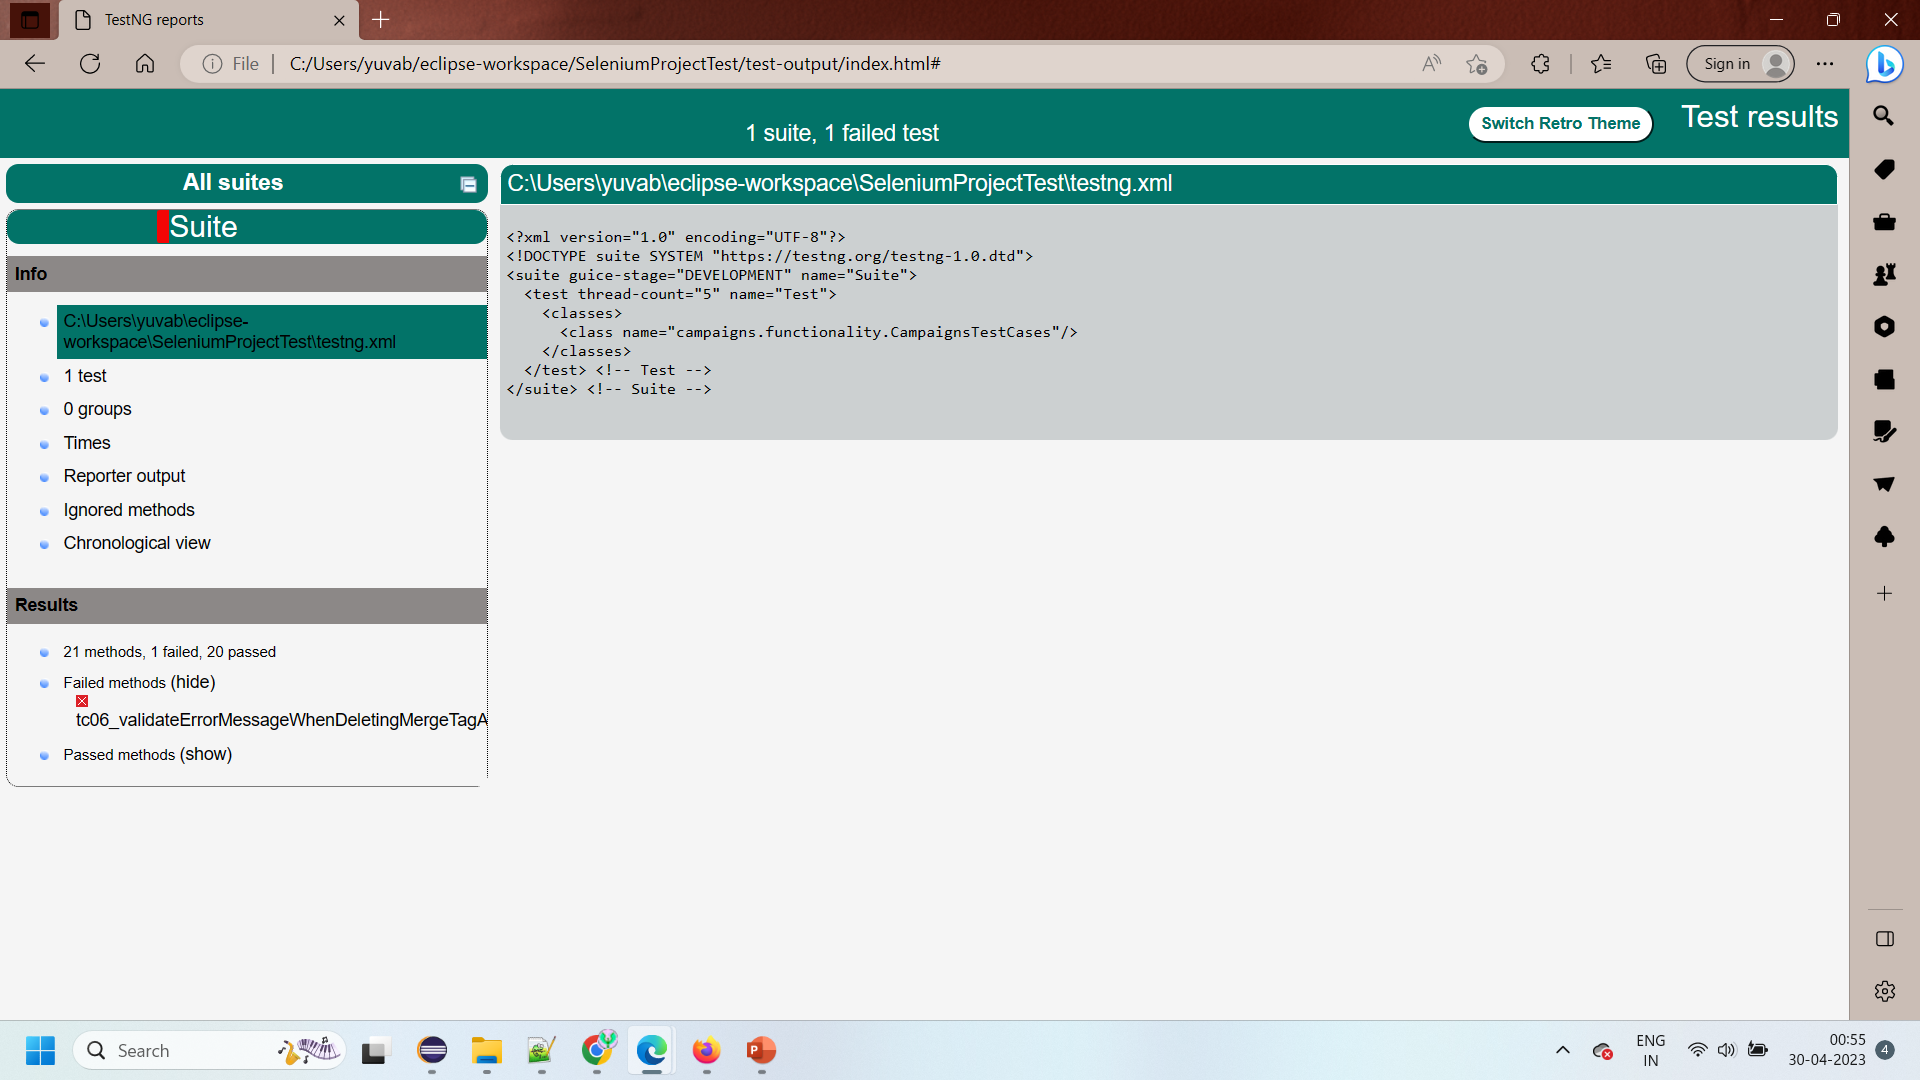 TestNG reports
File
C:/Users/yuvab/eclipse-workspace/SeleniumProjectTest/test-output/index.html#
Sign in
1 suite, 1 failed test
Switch Retro Theme
Test results
All suites
Suite
Info
C:\Users\yuvab\eclipse-
workspace\SeleniumProjectTest\testng.xml
1 test
0 groups
Times
Reporter output
Ignored methods
Chronological view
Results
21 methods, 1 failed, 20 passed
Failed methods (hide)
tc06_validateErrorMessageWhenDeletingMergeTagA
Passed methods (show)
C:\Users\yuvab\eclipse-workspace\SeleniumProjectTest\testng.xml
<?xml version="1.0" encoding="UTF-8"?>
<!DOCTYPE suite SYSTEM "https://testng.org/testng-1.0.dtd">
<suite guice-stage="DEVELOPMENT" name="Suite">
  <test thread-count="5" name="Test">
    <classes>
      <class name="campaigns.functionality.CampaignsTestCases"/>
    </classes>
  </test> <!-- Test -->
</suite> <!-- Suite -->
Search
ENG
IN
00:55
30-04-2023
4